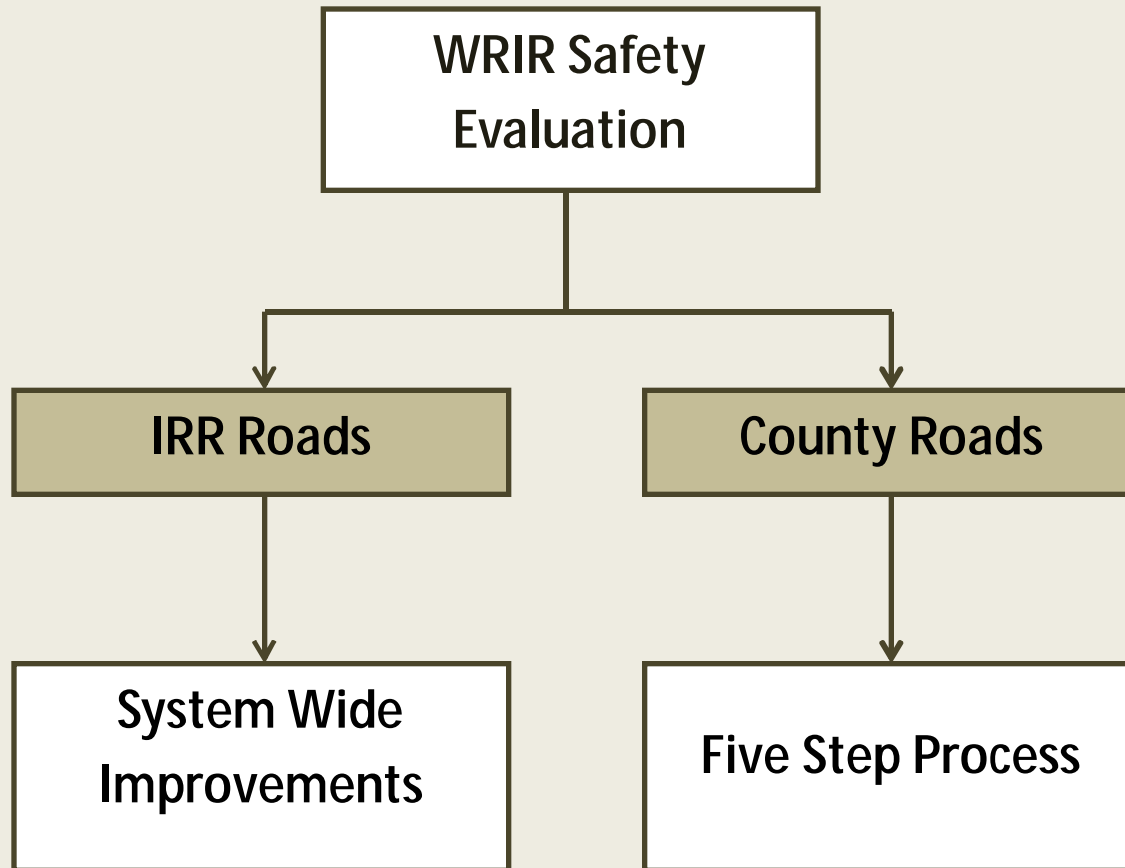 WRIR Safety
Evaluation
IRR Roads
County Roads
System Wide
Improvements
Five Step Process